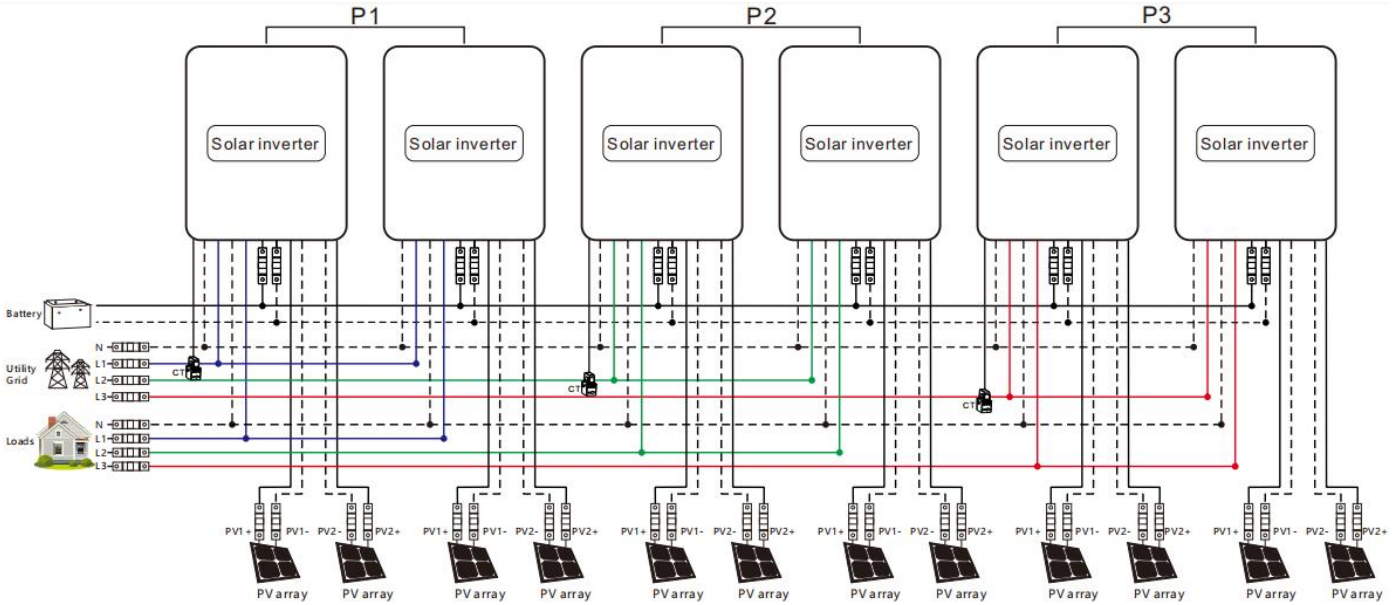 P1 P2 P3
Solar inverter Solar inverter Solar inverter Solar inverter Solar inverter Solar inverter
Battery
N
L1
CT
Utility
Grid
L2
CT
L3
CT
N
Loads
L1
L2
L3
PV1+ PV1- PV2- PV2+ PV1+ PV1- PV2- PV2+ PV1+ PV1- PV2- PV2+ PV1+ PV1- PV2- PV2+ PV1+ PV1- PV2- PV2+ PV1+ PV1- PV2- PV2+
PV array PV array PV array PV array PV array PV array PV array PV array PV array PV array PV array PV array